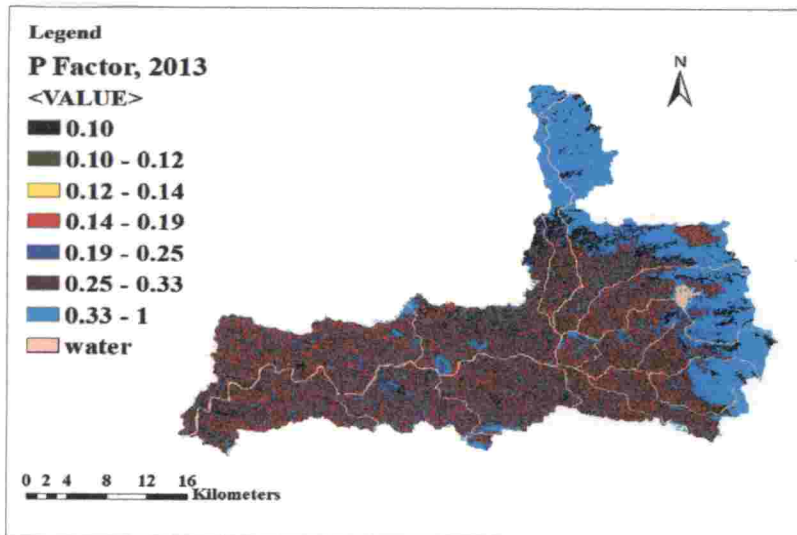 Legend
P Factor, 2013
<VALUE>
0.10
0.10 - 0.12
0.12 - 0.14
0.14 - 0.19
0.19 - 0.25
0.25 - 0.33
0.33 - 1
water
N
0 2 4 8 12 16
Kilometers